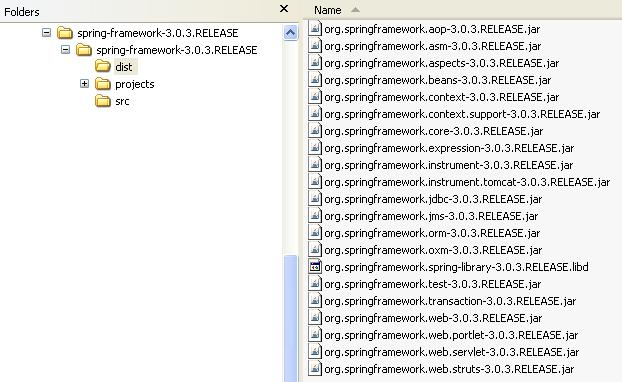 Folders
spring-framework-3.0.3.RELEASE
spring-framework-3.0.3.RELEASE
dist
projects
src
Name
org.springframework.aop-3.0.3.RELEASE.jar
org.springframework.asm-3.0.3.RELEASE.jar
org.springframework.aspects-3.0.3.RELEASE.jar
org.springframework.beans-3.0.3.RELEASE.jar
org.springframework.context-3.0.3.RELEASE.jar
org.springframework.context.support-3.0.3.RELEASE.jar
org.springframework.core-3.0.3.RELEASE.jar
org.springframework.expression-3.0.3.RELEASE.jar
org.springframework.instrument-3.0.3.RELEASE.jar
org.springframework.instrument.tomcat-3.0.3.RELEASE.jar
org.springframework.jdbc-3.0.3.RELEASE.jar
org.springframework.jms-3.0.3.RELEASE.jar
org.springframework.orm-3.0.3.RELEASE.jar
org.springframework.oxm-3.0.3.RELEASE.jar
org.springframework.spring-library-3.0.3.RELEASE.libd
org.springframework.test-3.0.3.RELEASE.jar
org.springframework.transaction-3.0.3.RELEASE.jar
org.springframework.web-3.0.3.RELEASE.jar
org.springframework.web.portlet-3.0.3.RELEASE.jar
org.springframework.web.servlet-3.0.3.RELEASE.jar
org.springframework.web.struts-3.0.3.RELEASE.jar